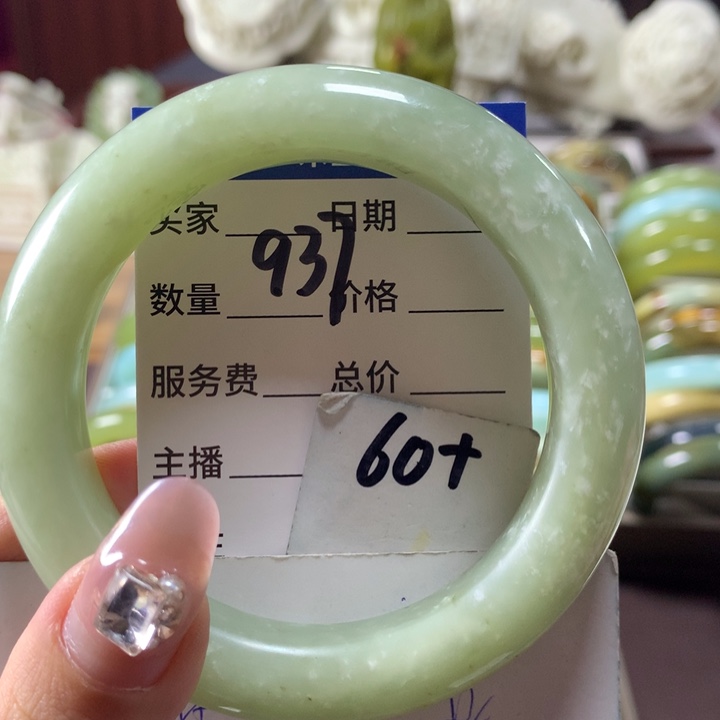 买家 日期
937
数量 价格
服务费 总价
60+
主播